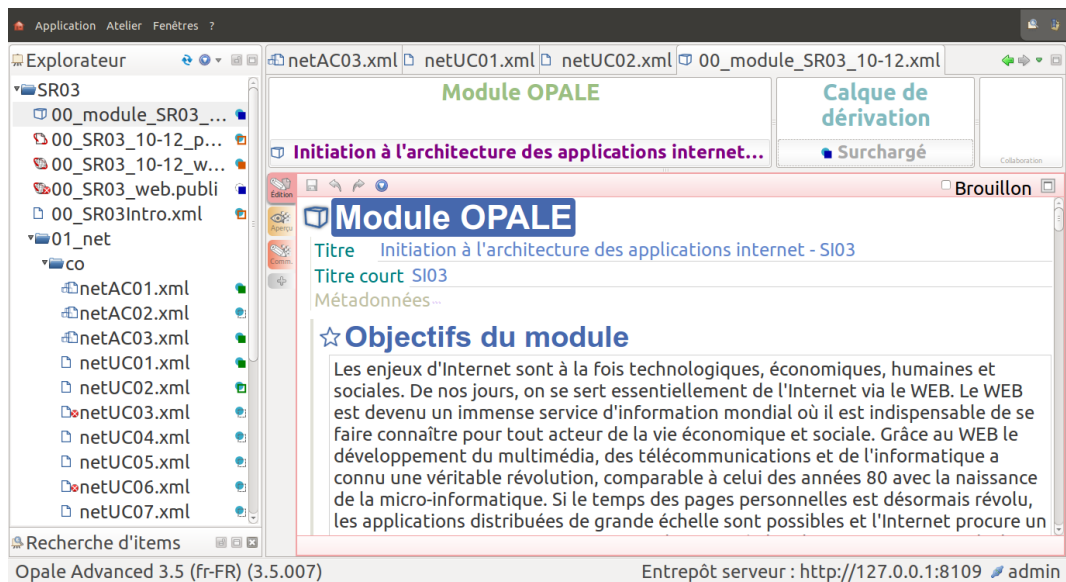 Application Atelier Fenêtres ?
Explorateur
netAC03.xml netUC01.xml netUC02.xml 00_module_SR03_10-12.xml
SR03
00_module_SR03_...
00_SR03_10-12_p...
00_SR03_10-12_w...
00_SR03_web.publi
00_SR03Intro.xml
01_net
co
netAC01.xml
netAC02.xml
netAC03.xml
netUC01.xml
netUC02.xml
netUC03.xml
netUC04.xml
netUC05.xml
netUC06.xml
netUC07.xml
Recherche d'items
Module OPALE
Initiation à l'architecture des applications internet...
Calque de
dérivation
Surchargé
Collaboration
Édition
Aperçu
Comm.
Brouillon
Module OPALE
Titre Initiation à l'architecture des applications internet - SI03
Titre court SI03
Métadonnées...
Objectifs du module
Les enjeux d'Internet sont à la fois technologiques, économiques, humaines et
sociales. De nos jours, on se sert essentiellement de l'Internet via le WEB. Le WEB
est devenu un immense service d'information mondial où il est indispensable de se
faire connaître pour tout acteur de la vie économique et sociale. Grâce au WEB le
développement du multimédia, des télécommunications et de l'informatique a
connu une véritable révolution, comparable à celui des années 80 avec la naissance
de la micro-informatique. Si le temps des pages personnelles est désormais révolu,
les applications distribuées de grande échelle sont possibles et l'Internet procure un
Opale Advanced 3.5 (fr-FR) (3.5.007)
Entrepôt serveur : http://127.0.0.1:8109 admin